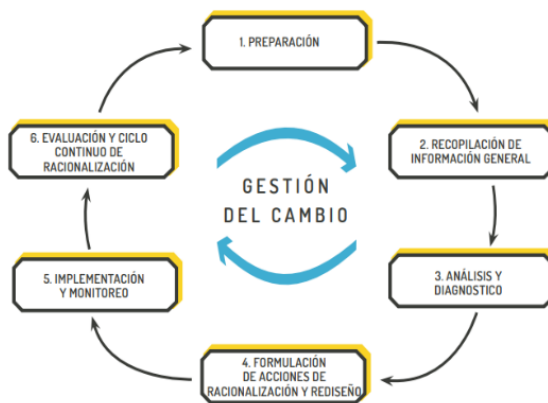 1. PREPARACIÓN
2. RECOPILACIÓN DE
INFORMACIÓN GENERAL
3. ANÁLISIS Y
DIAGNOSTICO
4. FORMULACIÓN
DE ACCIONES DE
RACIONALIZACIÓN Y REDISEÑO
5. IMPLEMENTACIÓN
Y MONITOREO
6. EVALUACIÓN Y CICLO
CONTINUO DE
RACIONALIZACIÓN
GESTIÓN
DEL CAMBIO